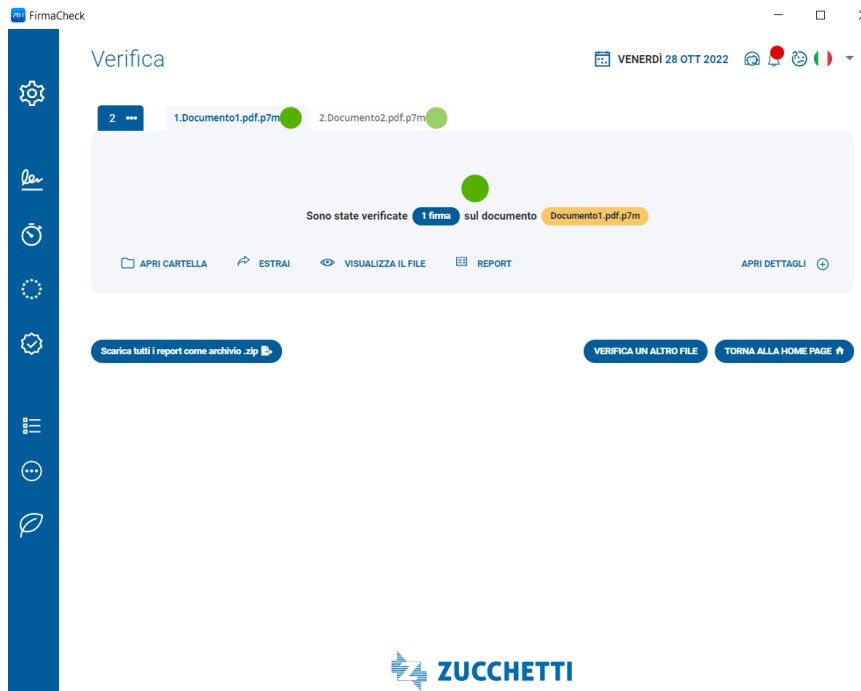 FirmaCheck
Verifica
VENERDÌ 28 OTT 2022
2 ••• 1.Documento1.pdf.p7m 2.Documento2.pdf.p7m
Sono state verificate 1 firma sul documento Documento1.pdf.p7m
APRI CARTELLA ESTRAI VISUALIZZA IL FILE REPORT APRI DETTAGLI
Scarica tutti i report come archivio .zip VERIFICA UN ALTRO FILE TORNA ALLA HOME PAGE
ZUCCHETTI